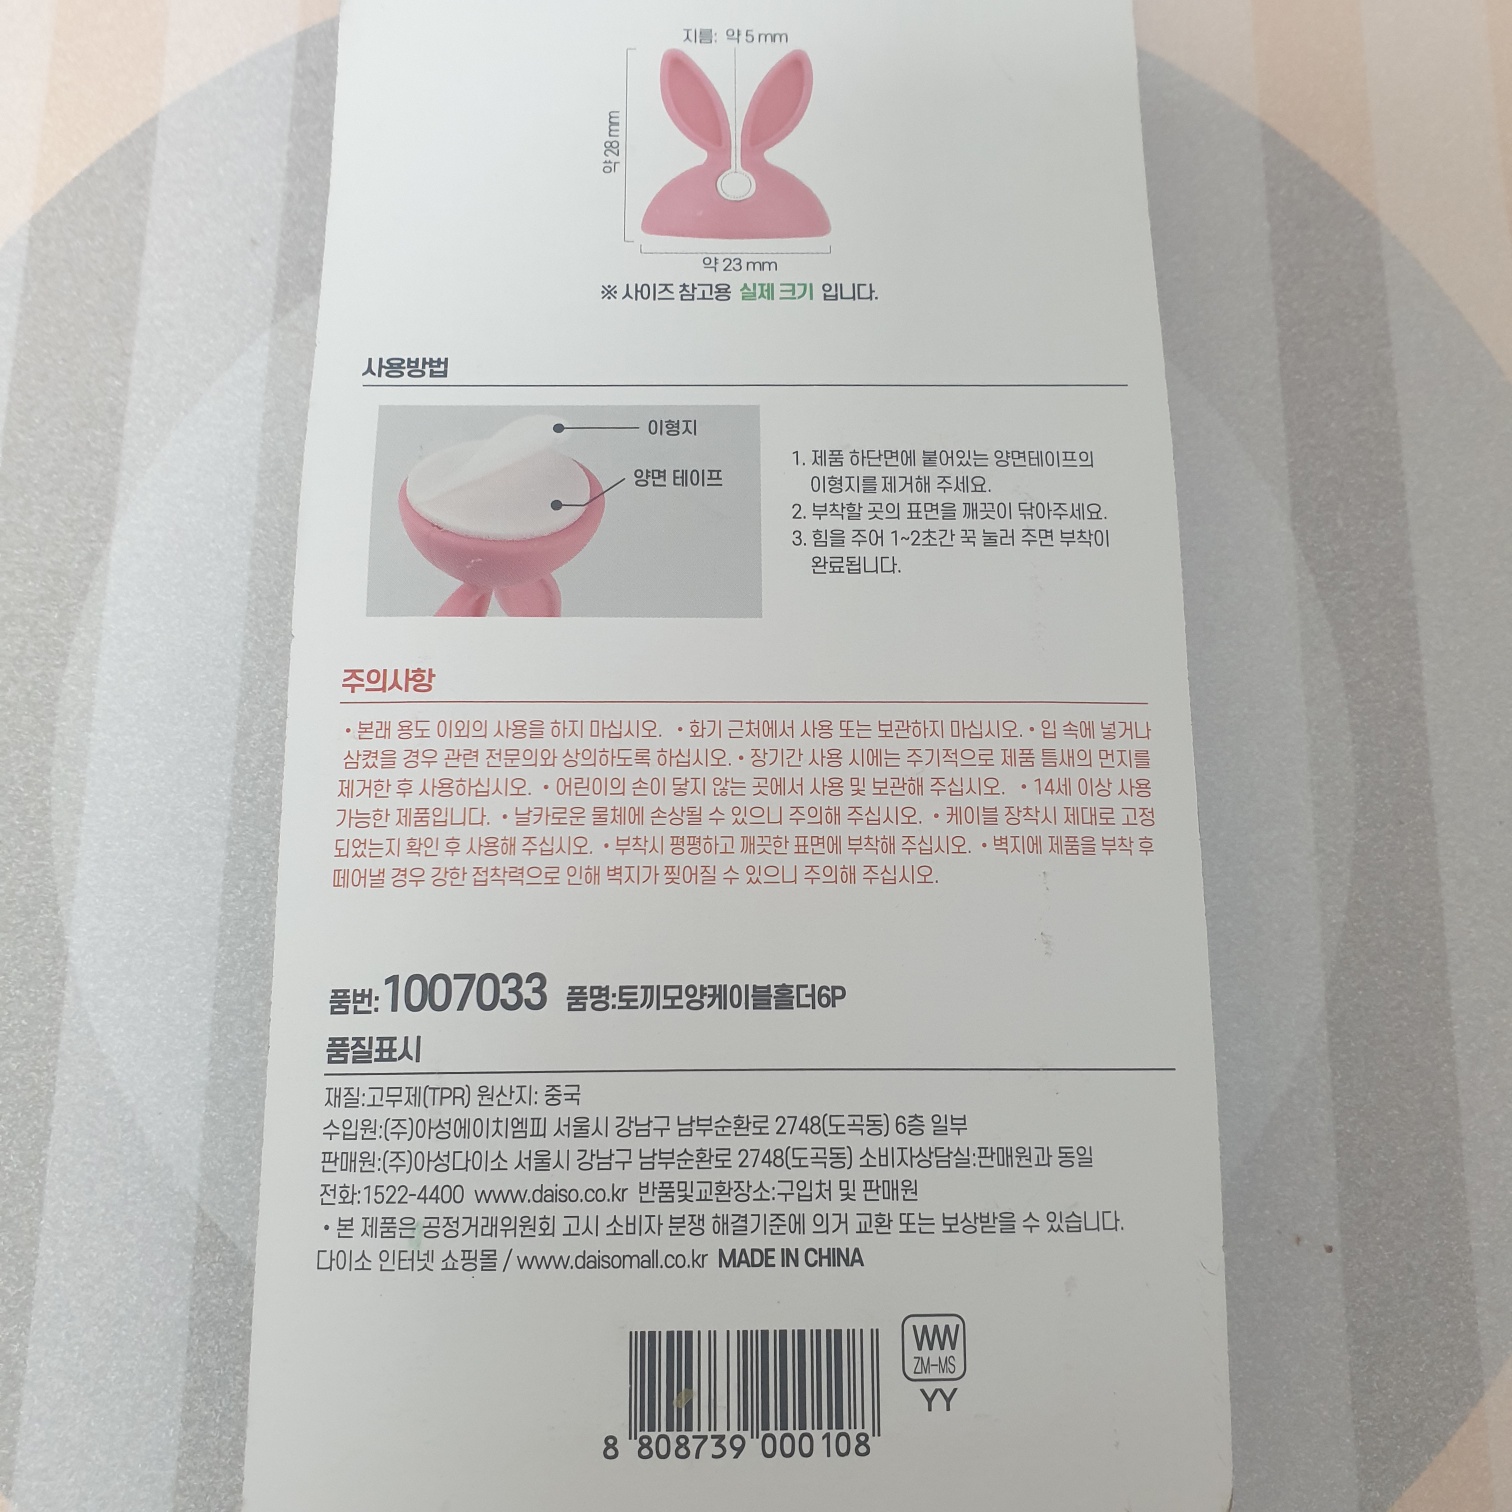 지름: 약 5 mm
약 28 mm
약 23 mm
※ 사이즈 참고용 실제 크기 입니다.
사용방법
이형지
양면 테이프
1. 제품 하단면에 붙어있는 양면테이프의
이형지를 제거해 주세요.
2. 부착할 곳의 표면을 깨끗이 닦아주세요.
3. 힘을 주어 1~2초간 꾹 눌러 주면 부착이
완료됩니다.
주의사항
• 본래 용도 이외의 사용을 하지 마십시오. • 화기 근처에서 사용 또는 보관하지 마십시오. • 입 속에 넣거나
삼켰을 경우 관련 전문의와 상의하도록 하십시오. • 장기간 사용 시에는 주기적으로 제품 틈새의 먼지를
제거한 후 사용하십시오. • 어린이의 손이 닿지 않는 곳에서 사용 및 보관해 주십시오. • 14세 이상 사용
가능한 제품입니다. • 날카로운 물체에 손상될 수 있으니 주의해 주십시오. • 케이블 장착시 제대로 고정
되었는지 확인 후 사용해 주십시오. • 부착시 평평하고 깨끗한 표면에 부착해 주십시오. • 벽지에 제품을 부착 후
떼어낼 경우 강한 접착력으로 인해 벽지가 찢어질 수 있으니 주의해 주십시오.
품번:1007033 품명:토끼모양케이블홀더6P
품질표시
재질:고무제(TPR) 원산지: 중국
수입원:(주)아성에이치엠피 서울시 강남구 남부순환로 2748(도곡동) 6층 일부
판매원:(주)아성다이소 서울시 강남구 남부순환로 2748(도곡동) 소비자상담실:판매원과 동일
전화:1522-4400 www.daiso.co.kr 반품및교환장소:구입처 및 판매원
• 본 제품은 공정거래위원회 고시 소비자 분쟁 해결기준에 의거 교환 또는 보상받을 수 있습니다.
다이소 인터넷 쇼핑몰 / www.daisomall.co.kr MADE IN CHINA
WW
ZM-MS
YY
8 808739 000108